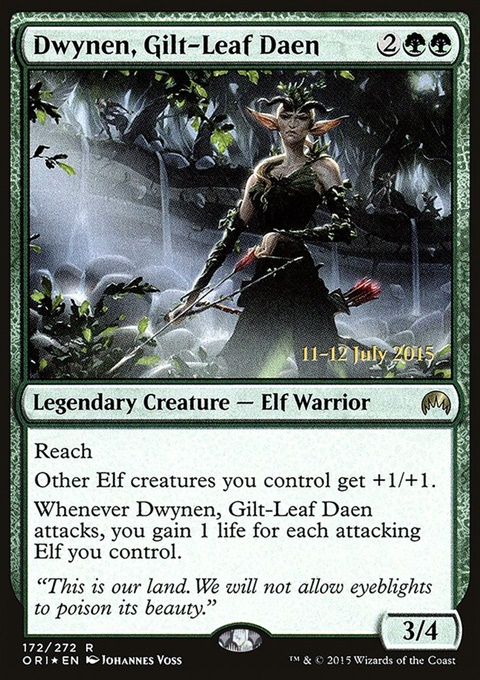 Dwynen, Gilt-Leaf Daen 2
11-12 July 2015
Legendary Creature — Elf Warrior
Reach
Other Elf creatures you control get +1/+1.
Whenever Dwynen, Gilt-Leaf Daen
attacks, you gain 1 life for each attacking
Elf you control.
“This is our land. We will not allow eyeblights
to poison its beauty.”
3/4
172/272 R
ORI★EN Johannes Voss
™ & © 2015 Wizards of the Coast